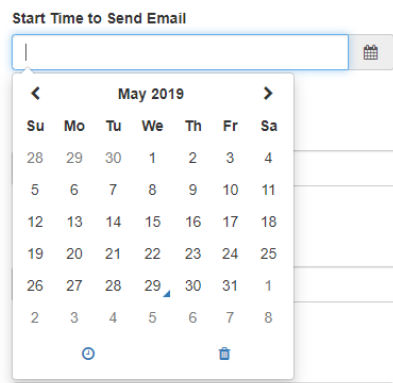 Start Time to Send Email
May 2019
Su Mo Tu We Th Fr Sa
28 29 30 1 2 3 4
5 6 7 8 9 10 11
12 13 14 15 16 17 18
19 20 21 22 23 24 25
26 27 28 29 30 31 1
2 3 4 5 6 7 8